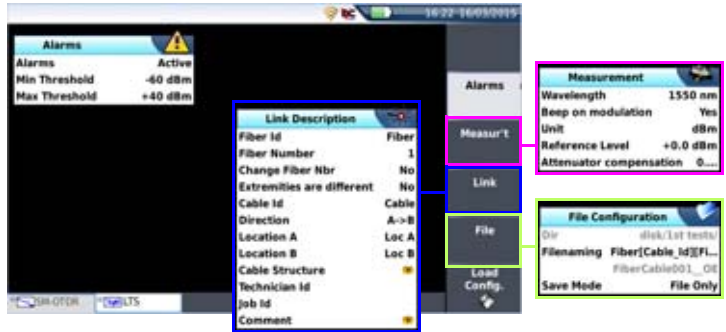 16:22 16/03/2015
Alarms
Alarms Active
Min Threshold -60 dBm
Max Threshold +40 dBm
Alarms
Measur't
Link
File
Load
Config.
Link Description
Fiber Id Fiber
Fiber Number 1
Change Fiber Nbr No
Extremities are different No
Cable Id Cable
Direction A->B
Location A Loc A
Location B Loc B
Cable Structure
Technician Id
Job Id
Comment
SM-OTDR
LTS
Measurement
Wavelength 1550 nm
Beep on modulation Yes
Unit dBm
Reference Level +0.0 dBm
Attenuator compensation 0....
File Configuration
Dir disk/1st tests/
Filenaming Fiber[Cable_Id][Fi...
FiberCable001__OE
Save Mode File Only